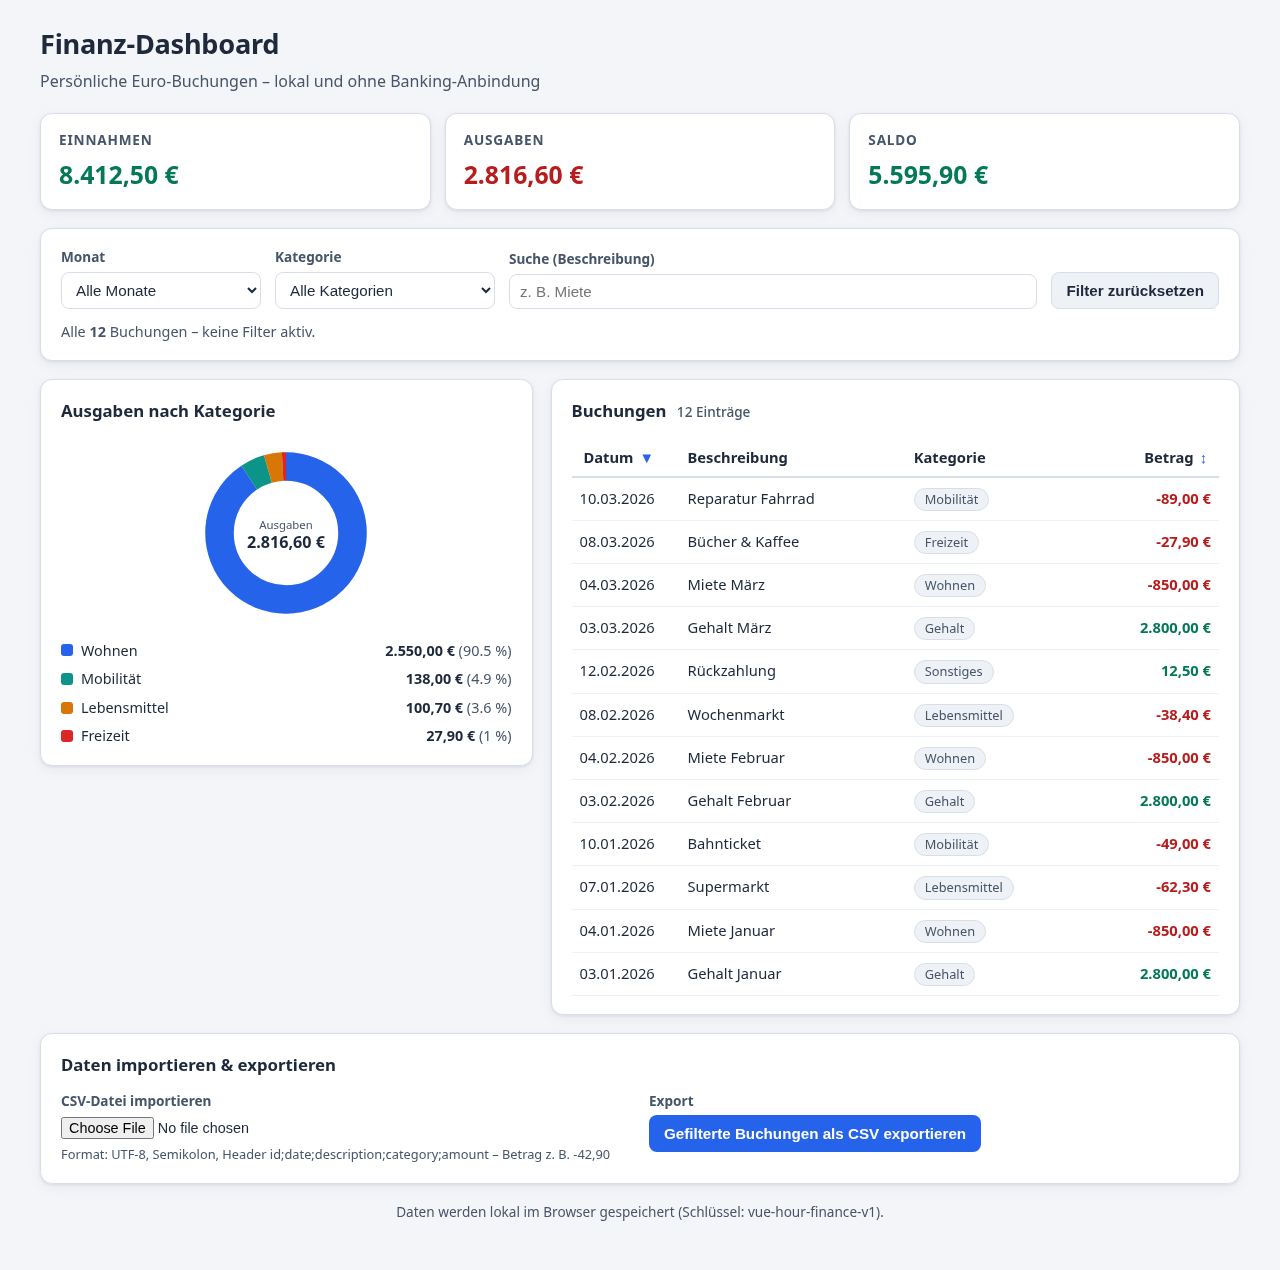 Finanz-Dashboard
Persönliche Euro-Buchungen – lokal und ohne Banking-Anbindung
EINNAHMEN
8.412,50 €
AUSGABEN
2.816,60 €
SALDO
5.595,90 €
Monat
Alle Monate
Kategorie
Alle Kategorien
Suche (Beschreibung)
z. B. Miete
Filter zurücksetzen
Alle 12 Buchungen – keine Filter aktiv.
Ausgaben nach Kategorie
Ausgaben
2.816,60 €
Wohnen 2.550,00 € (90.5 %)
Mobilität 138,00 € (4.9 %)
Lebensmittel 100,70 € (3.6 %)
Freizeit 27,90 € (1 %)
Buchungen 12 Einträge
Datum ▼ Beschreibung Kategorie Betrag ↕
10.03.2026 Reparatur Fahrrad Mobilität -89,00 €
08.03.2026 Bücher & Kaffee Freizeit -27,90 €
04.03.2026 Miete März Wohnen -850,00 €
03.03.2026 Gehalt März Gehalt 2.800,00 €
12.02.2026 Rückzahlung Sonstiges 12,50 €
08.02.2026 Wochenmarkt Lebensmittel -38,40 €
04.02.2026 Miete Februar Wohnen -850,00 €
03.02.2026 Gehalt Februar Gehalt 2.800,00 €
10.01.2026 Bahnticket Mobilität -49,00 €
07.01.2026 Supermarkt Lebensmittel -62,30 €
04.01.2026 Miete Januar Wohnen -850,00 €
03.01.2026 Gehalt Januar Gehalt 2.800,00 €
Daten importieren & exportieren
CSV-Datei importieren
Choose File No file chosen
Format: UTF-8, Semikolon, Header id;date;description;category;amount – Betrag z. B. -42,90
Export
Gefilterte Buchungen als CSV exportieren
Daten werden lokal im Browser gespeichert (Schlüssel: vue-hour-finance-v1).